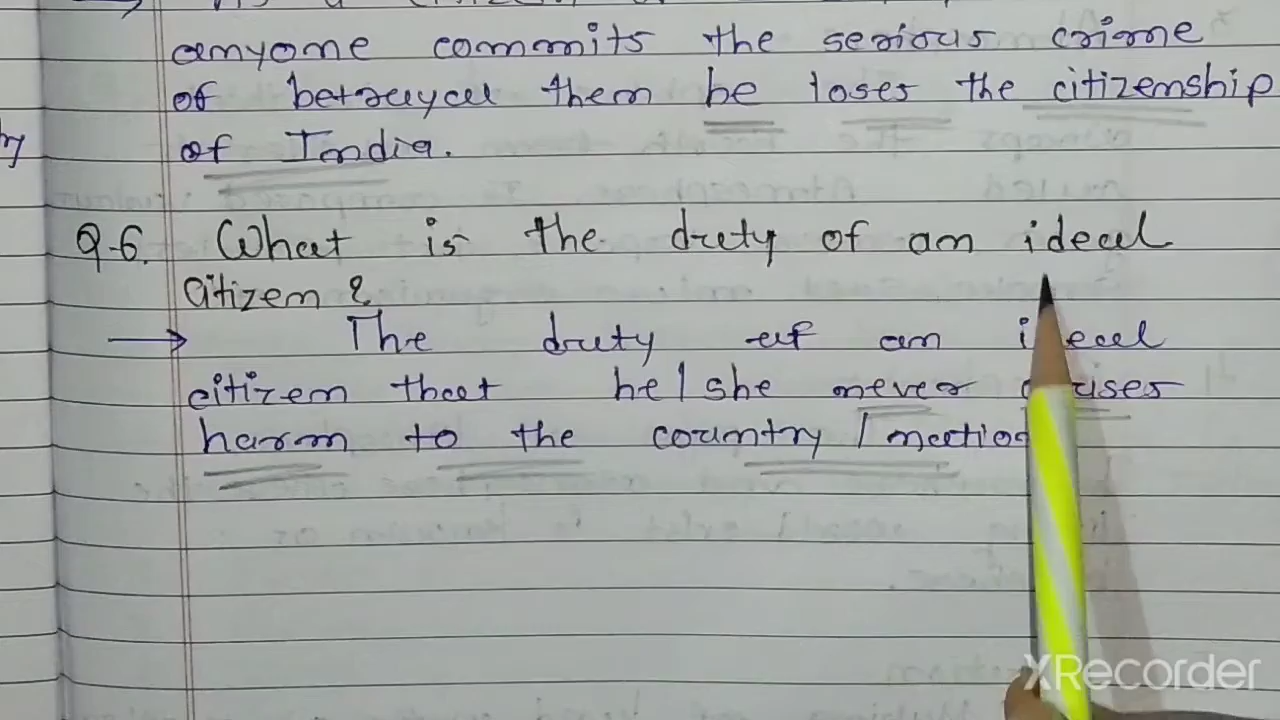 anyone commits the serious crime
of betrayal them he loses the citizenship
of India.
Q-6. What is the duty of an ideal
citizen ?
→ The duty of an ideal
citizen that he/she never
harm to the country /
XRecorder